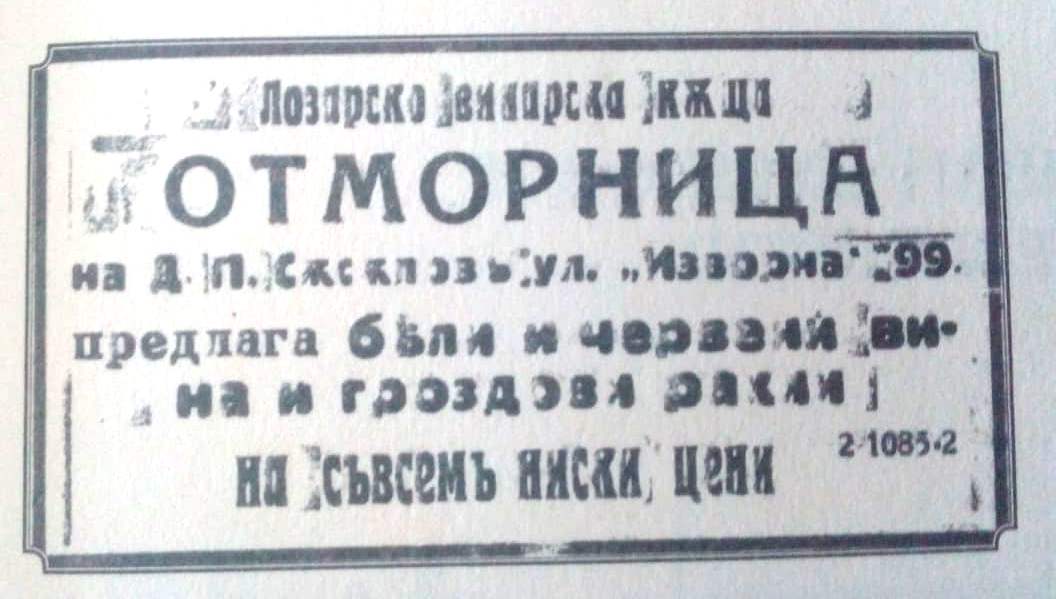 Лозарско винарска кѫща
ОТМОРНИЦА
на Д. П. ул. „Изворна“ 99.
предлага бѣли и червени ви-
на и гроздови ракии
на съвсемъ ниски цени
2-1085-2